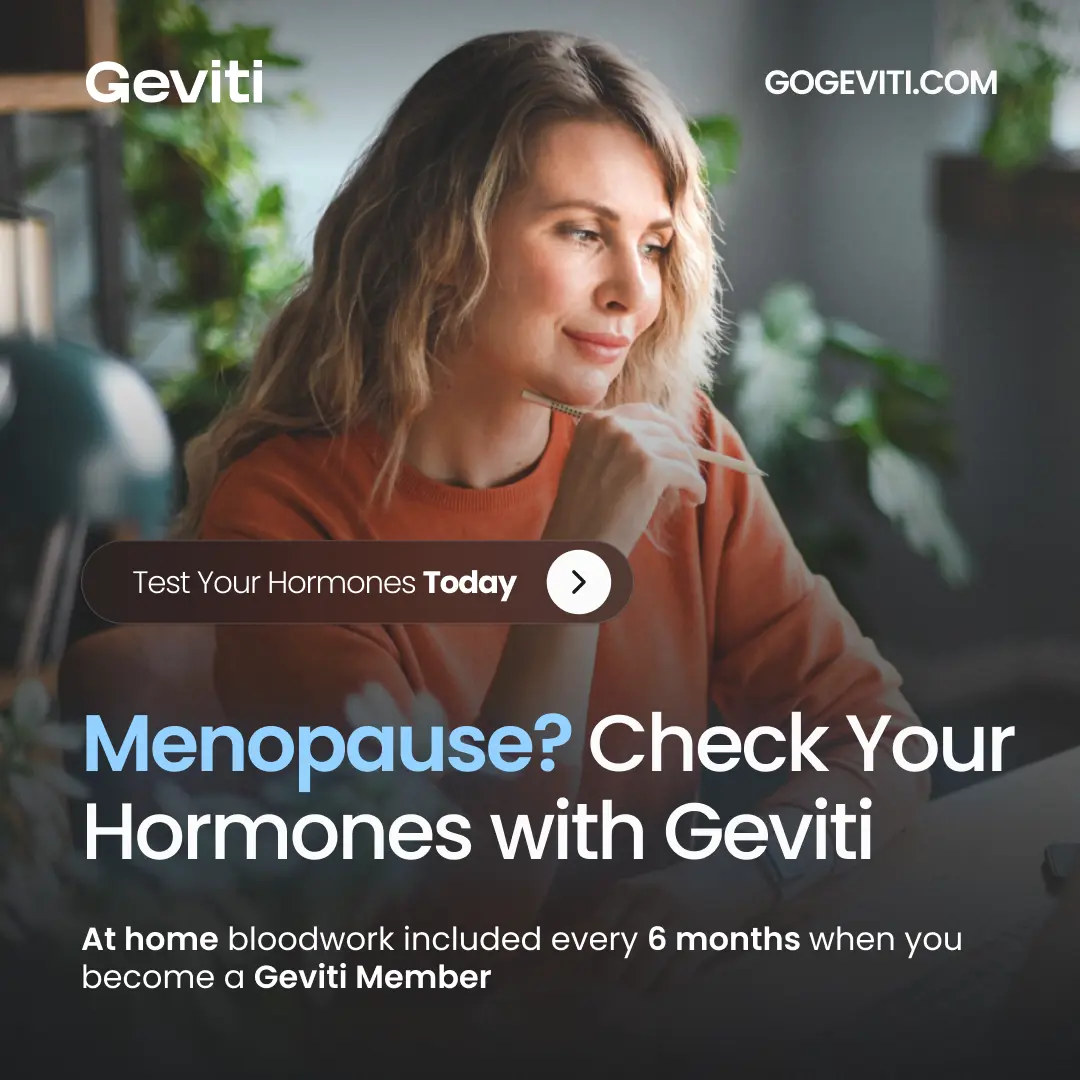 Geviti
GOGEVITI.COM
Test Your Hormones Today
Menopause? Check Your
Hormones with Geviti
At home bloodwork included every 6 months when you
become a Geviti Member